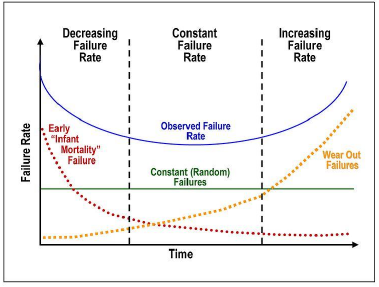 Decreasing
Failure
Rate
Constant
Failure
Rate
Increasing
Failure
Rate
Failure Rate
Early
"Infant
Mortality"
Failure
Observed Failure
Rate
Constant (Random)
Failures
Wear Out
Failures
Time